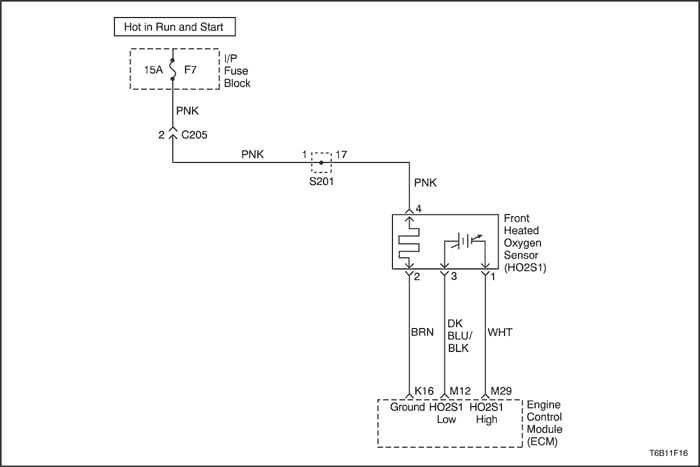 Hot in Run and Start
I/P
Fuse
Block
15A F7
PNK
2 C205
PNK
1 17
S201
PNK
4
Front
Heated
Oxygen
Sensor
(HO2S1)
2 3 1
BRN
DK
BLU/
BLK
WHT
K16 M12 M29
Ground HO2S1 HO2S1
Low High
Engine
Control
Module
(ECM)
T6B11F16